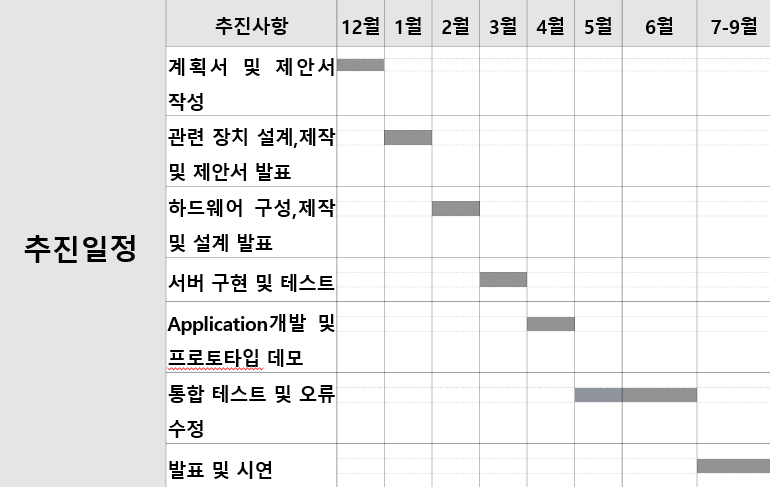 추진사항 12월 1월 2월 3월 4월 5월 6월 7-9월
추진일정
계획서 및 제안서
작성
관련 장치 설계,제작
및 제안서 발표
하드웨어 구성,제작
및 설계 발표
서버 구현 및 테스트
Application개발 및
프로토타입 데모
통합 테스트 및 오류
수정
발표 및 시연